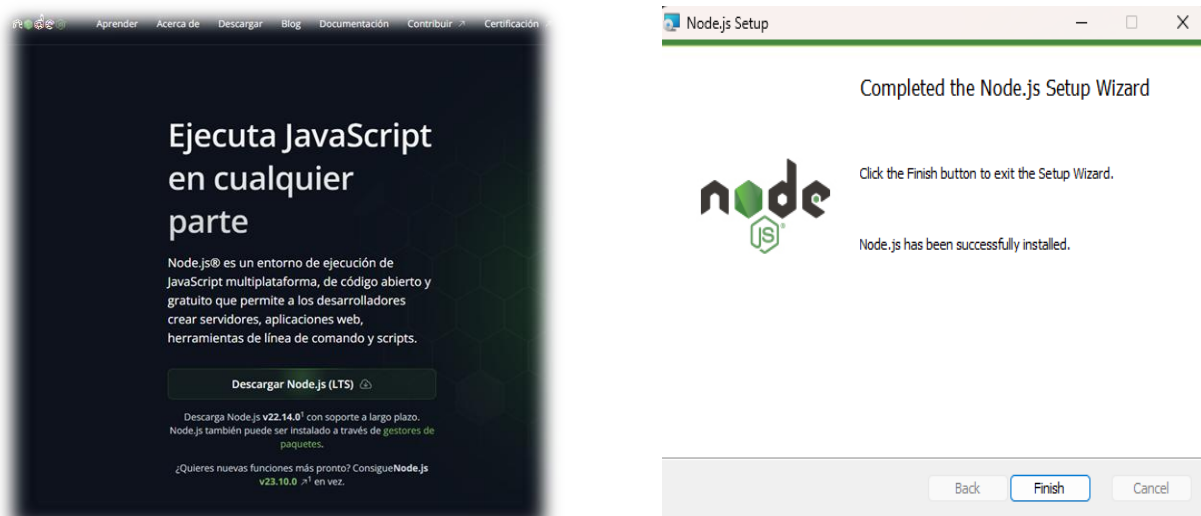 node
Aprender Acerca de Descargar Blog Documentación Contribuir ↗ Certificación
Ejecuta JavaScript
en cualquier
parte
Node.js® es un entorno de ejecución de
JavaScript multiplataforma, de código abierto y
gratuito que permite a los desarrolladores
crear servidores, aplicaciones web,
herramientas de línea de comando y scripts.
Descargar Node.js (LTS)
Descarga Node.js v22.14.0¹ con soporte a largo plazo.
Node.js también puede ser instalado a través de gestores de
paquetes.
¿Quieres nuevas funciones más pronto? ConsigueNode.js
v23.10.0 ↗¹ en vez.
Node.js Setup
Completed the Node.js Setup Wizard
node
JS®
Click the Finish button to exit the Setup Wizard.
Node.js has been successfully installed.
Back Finish Cancel